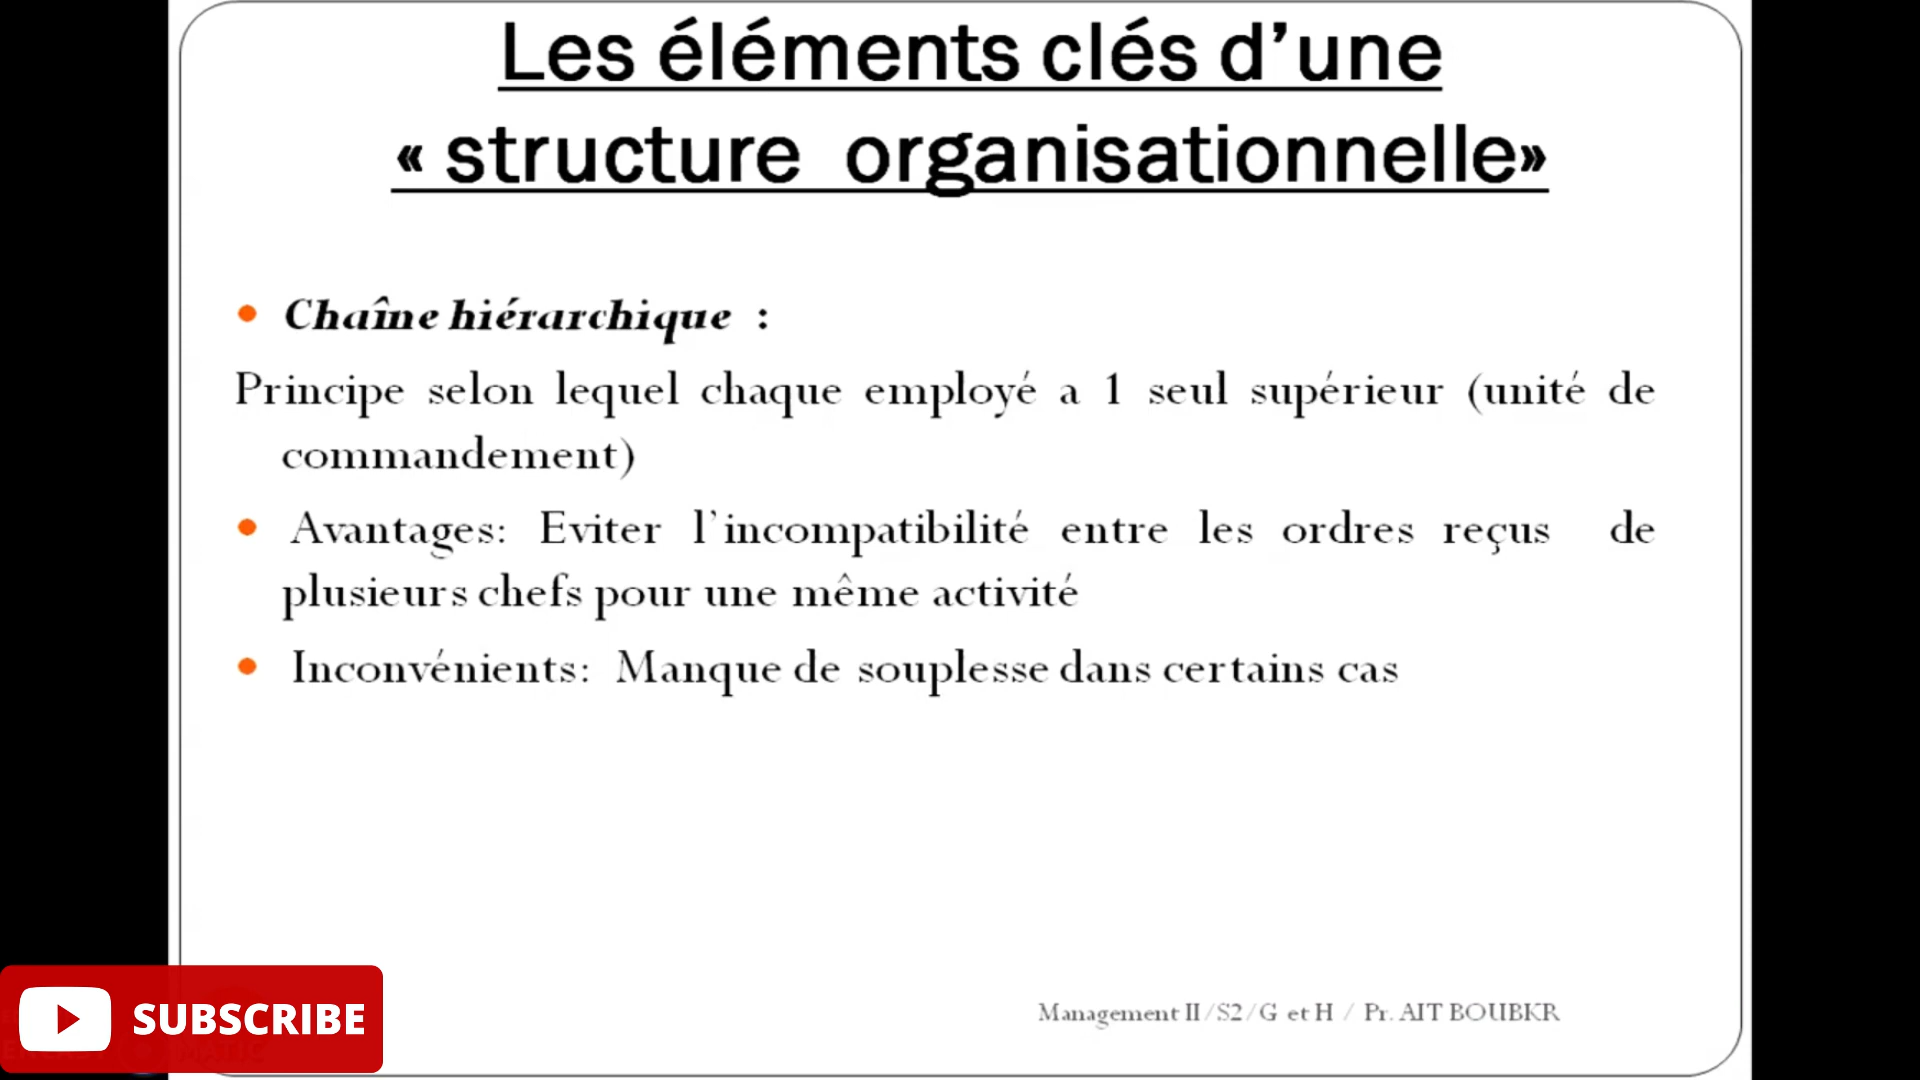 Les éléments clés d’une
« structure organisationnelle»
• Chaîne hiérarchique :
Principe selon lequel chaque employé a 1 seul supérieur (unité de
commandement)
• Avantages: Eviter l’incompatibilité entre les ordres reçus de
plusieurs chefs pour une même activité
• Inconvénients: Manque de souplesse dans certains cas
SUBSCRIBE
Management II/S2/G et H / Pr. AIT BOUBKR